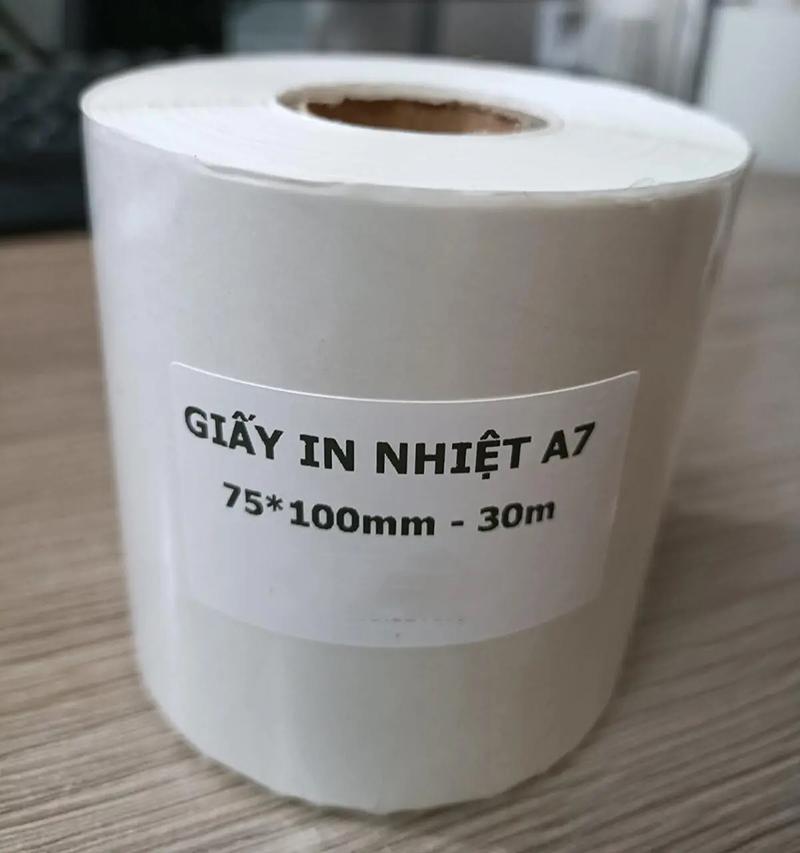 GIẤY IN NHIỆT A7
75*100mm - 30m